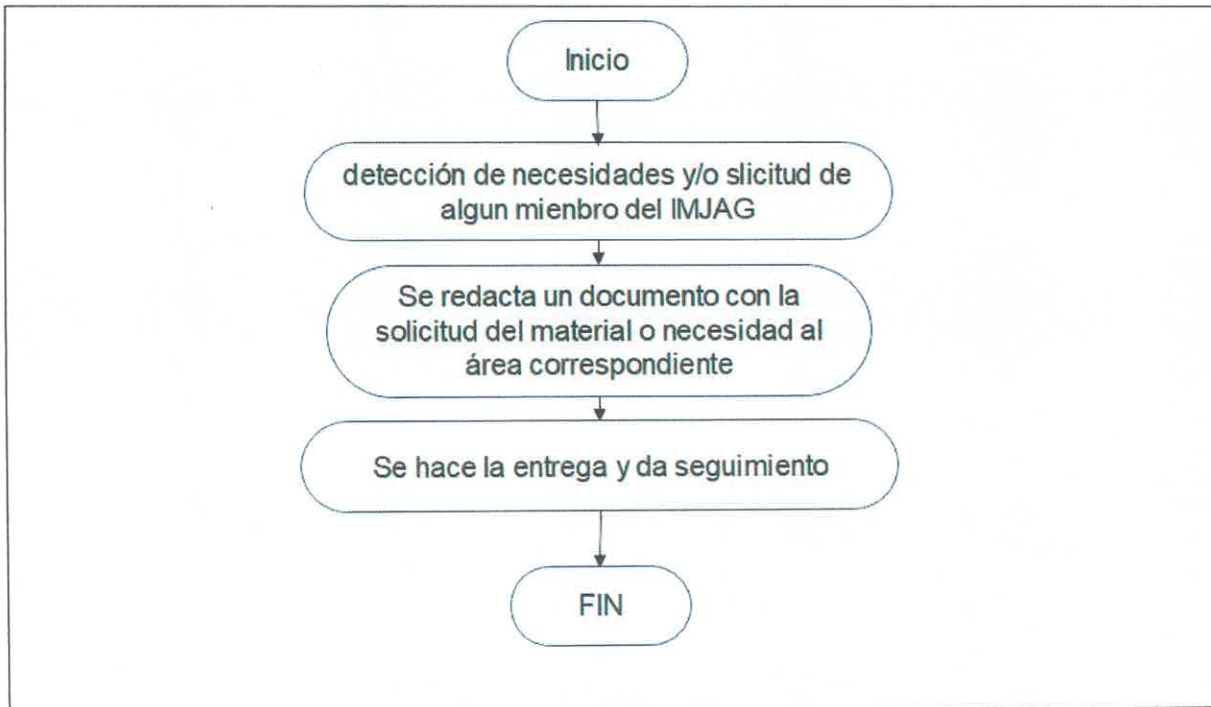 Inicio
detección de necesidades y/o slicitud de
algun mienbro del IMJAG
Se redacta un documento con la
solicitud del material o necesidad al
área correspondiente
Se hace la entrega y da seguimiento
FIN